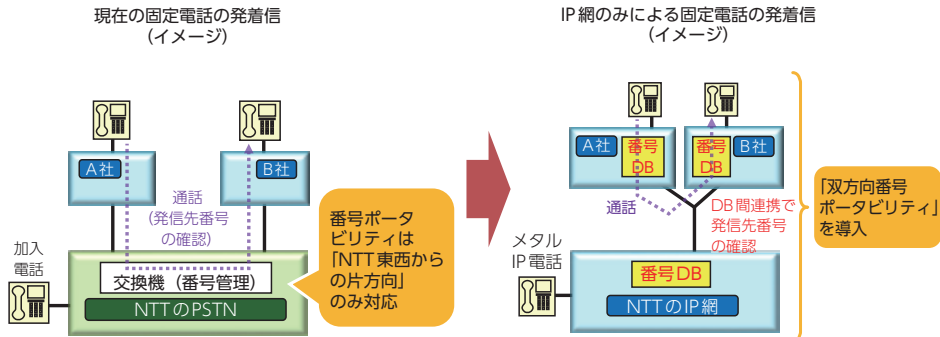 現在の固定電話の発着信
（イメージ）
A社
B社
通話
（発信先番号
の確認）
加入
電話
交換機（番号管理）
NTTのPSTN
番号ポータ
ビリティは
「NTT東西から
の片方向」
のみ対応
IP網のみによる固定電話の発着信
（イメージ）
A社
番号
DB
番号
DB
B社
通話
DB間連携で
発信先番号
の確認
メタル
IP電話
番号DB
NTTのIP網
「双方向番号
ポータビリティ」
を導入